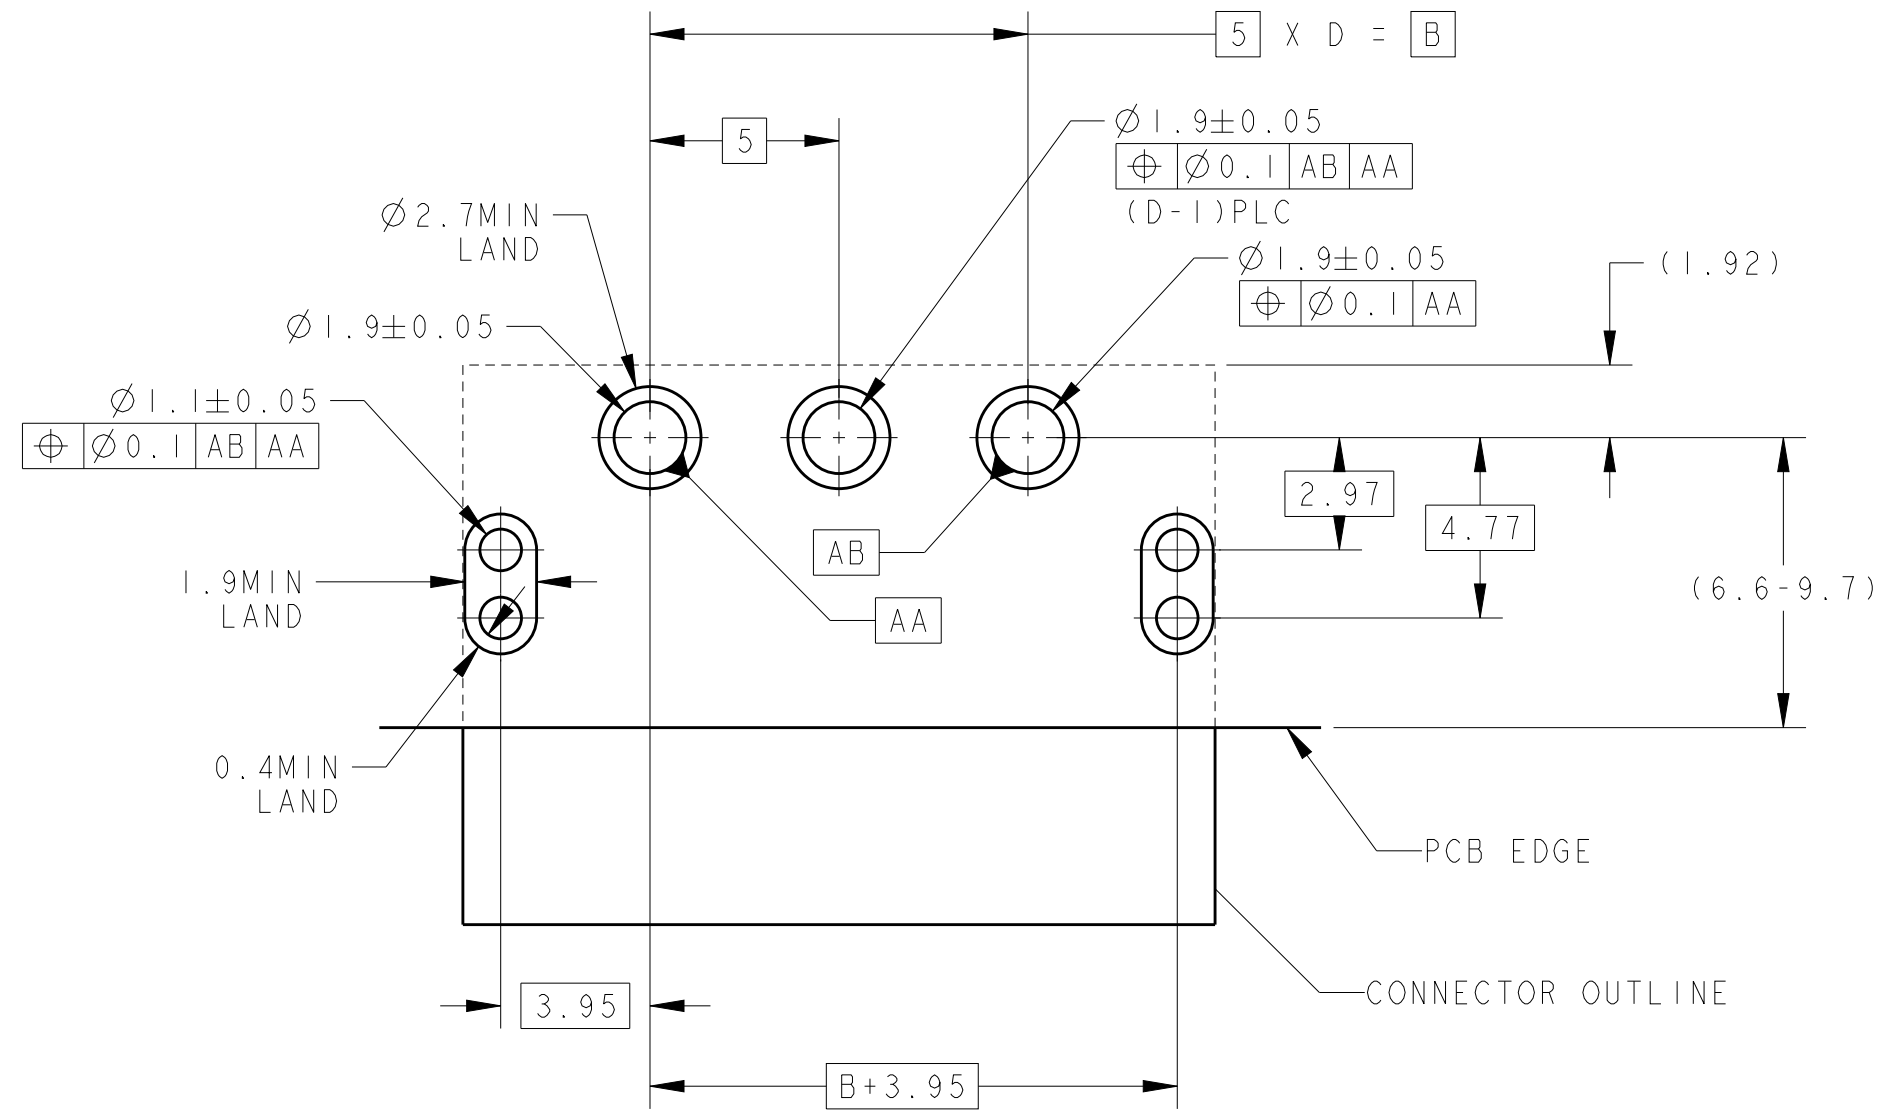 5 X D = B
5
Ø1.9±0.05
⌖ Ø0.1 AB AA
(D-1)PLC
Ø2.7MIN
LAND
Ø1.9±0.05
⌖ Ø0.1 AA
(1.92)
Ø1.9±0.05
Ø1.1±0.05
⌖ Ø0.1 AB AA
2.97
4.77
AB
1.9MIN
LAND
(6.6-9.7)
AA
0.4MIN
LAND
PCB EDGE
3.95
CONNECTOR OUTLINE
B+3.95